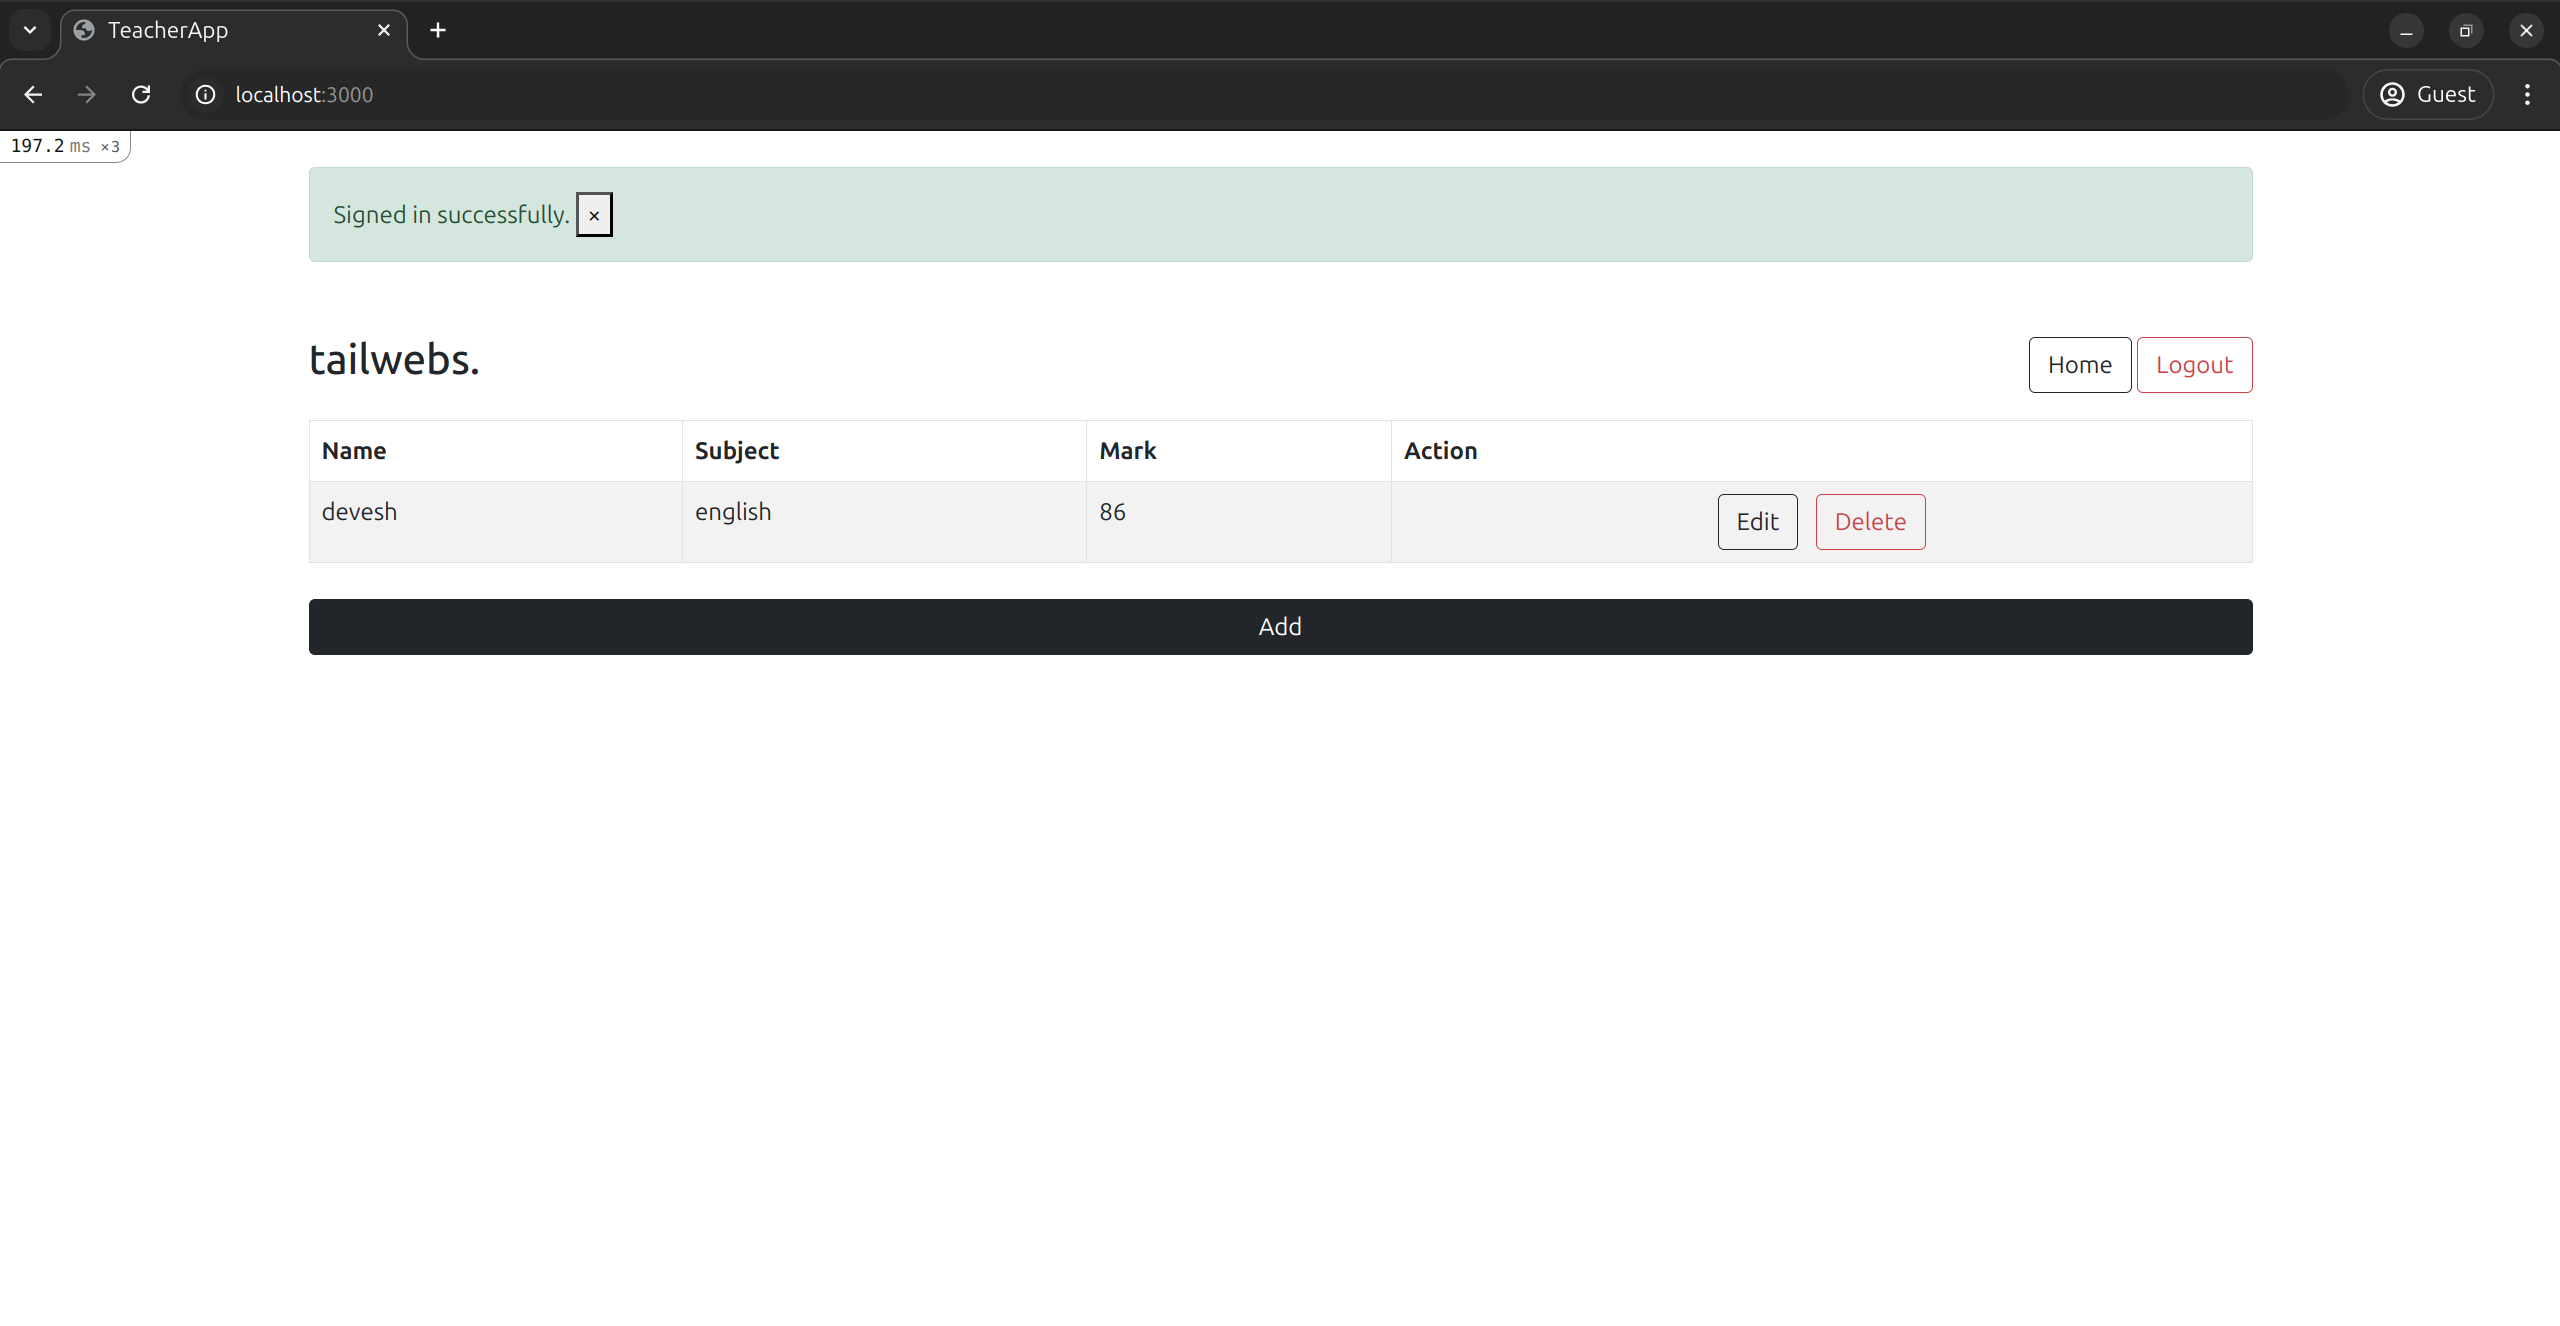 TeacherApp
localhost:3000
Guest
197.2 ms ×3
Signed in successfully. ×
tailwebs.
Home Logout
Name Subject Mark Action
devesh english 86 Edit Delete
Add